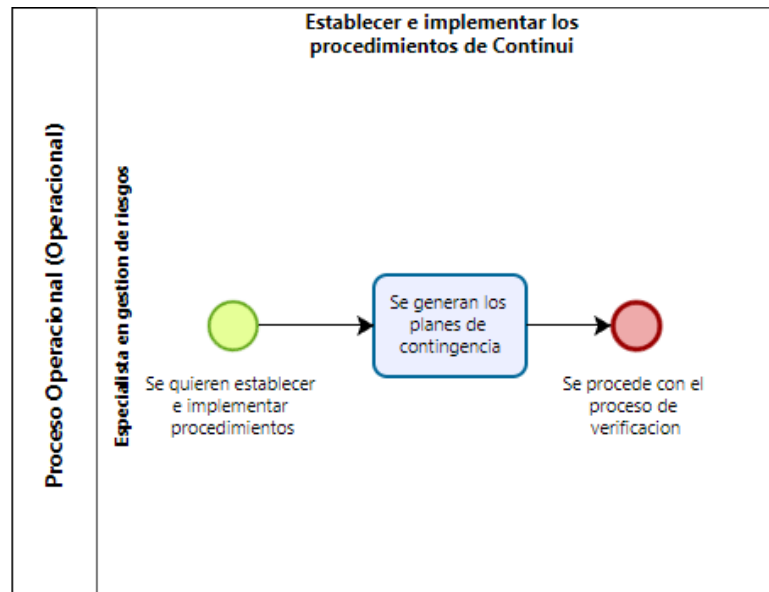 Establecer e implementar los
procedimientos de Continui
Proceso Operacional (Operacional)
Especialista en gestion de riesgos
Se quieren establecer
e implementar
procedimientos
Se generan los
planes de
contingencia
Se procede con el
proceso de
verificacion